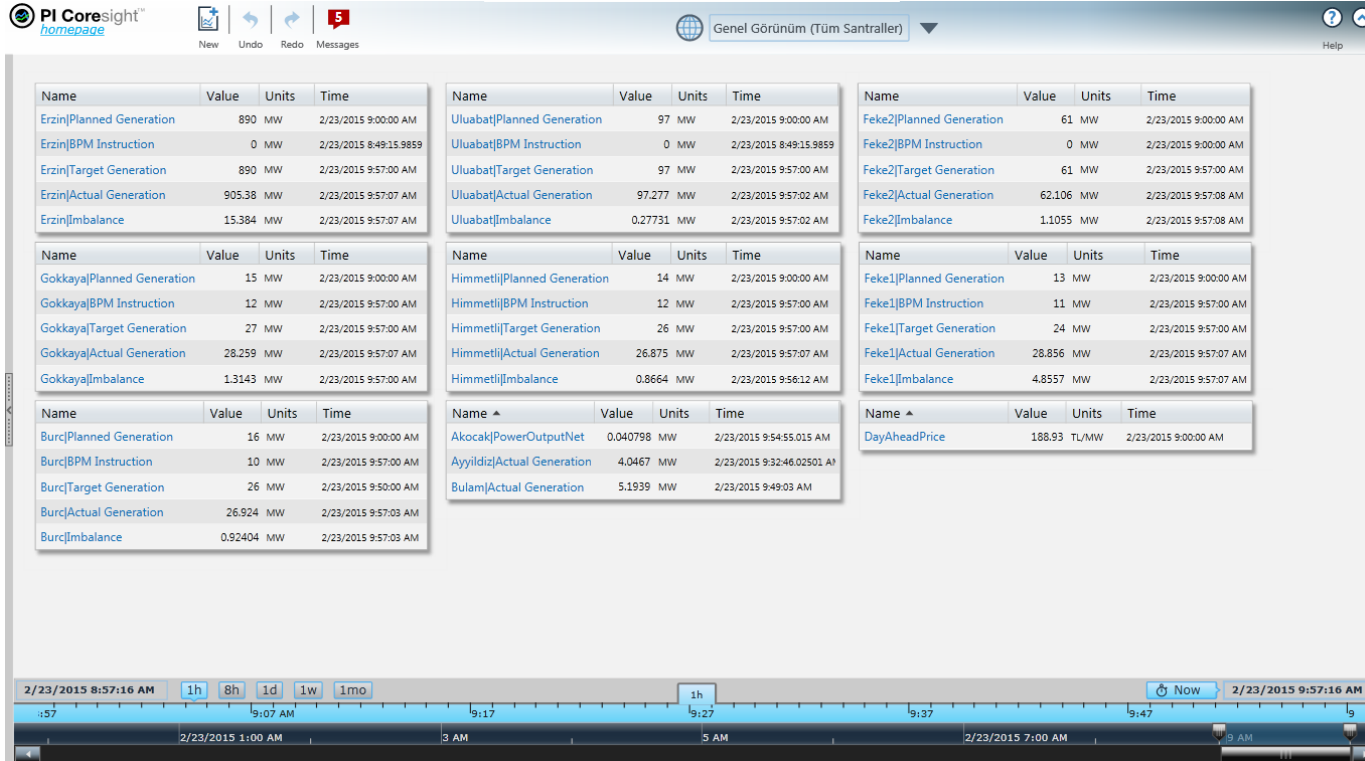 PI Coresight™
homepage
New Undo Redo 5 Messages
Genel Görünüm (Tüm Santraller)
Help
Name Value Units Time
Erzin|Planned Generation 890 MW 2/23/2015 9:00:00 AM
Erzin|BPM Instruction 0 MW 2/23/2015 8:49:15.9859
Erzin|Target Generation 890 MW 2/23/2015 9:57:00 AM
Erzin|Actual Generation 905.38 MW 2/23/2015 9:57:07 AM
Erzin|Imbalance 15.384 MW 2/23/2015 9:57:07 AM
Name Value Units Time
Uluabat|Planned Generation 97 MW 2/23/2015 9:00:00 AM
Uluabat|BPM Instruction 0 MW 2/23/2015 8:49:15.9859
Uluabat|Target Generation 97 MW 2/23/2015 9:57:00 AM
Uluabat|Actual Generation 97.277 MW 2/23/2015 9:57:02 AM
Uluabat|Imbalance 0.27731 MW 2/23/2015 9:57:02 AM
Name Value Units Time
Feke2|Planned Generation 61 MW 2/23/2015 9:00:00 AM
Feke2|BPM Instruction 0 MW 2/23/2015 9:00:00 AM
Feke2|Target Generation 61 MW 2/23/2015 9:57:00 AM
Feke2|Actual Generation 62.106 MW 2/23/2015 9:57:08 AM
Feke2|Imbalance 1.1055 MW 2/23/2015 9:57:08 AM
Name Value Units Time
Gokkaya|Planned Generation 15 MW 2/23/2015 9:00:00 AM
Gokkaya|BPM Instruction 12 MW 2/23/2015 9:57:00 AM
Gokkaya|Target Generation 27 MW 2/23/2015 9:57:00 AM
Gokkaya|Actual Generation 28.259 MW 2/23/2015 9:57:07 AM
Gokkaya|Imbalance 1.3143 MW 2/23/2015 9:57:00 AM
Name Value Units Time
Himmetli|Planned Generation 14 MW 2/23/2015 9:00:00 AM
Himmetli|BPM Instruction 12 MW 2/23/2015 9:57:00 AM
Himmetli|Target Generation 26 MW 2/23/2015 9:57:00 AM
Himmetli|Actual Generation 26.875 MW 2/23/2015 9:57:07 AM
Himmetli|Imbalance 0.8664 MW 2/23/2015 9:56:12 AM
Name Value Units Time
Feke1|Planned Generation 13 MW 2/23/2015 9:00:00 AM
Feke1|BPM Instruction 11 MW 2/23/2015 9:57:00 AM
Feke1|Target Generation 24 MW 2/23/2015 9:57:00 AM
Feke1|Actual Generation 28.856 MW 2/23/2015 9:57:07 AM
Feke1|Imbalance 4.8557 MW 2/23/2015 9:57:07 AM
Name Value Units Time
Burc|Planned Generation 16 MW 2/23/2015 9:00:00 AM
Burc|BPM Instruction 10 MW 2/23/2015 9:57:00 AM
Burc|Target Generation 26 MW 2/23/2015 9:50:00 AM
Burc|Actual Generation 26.924 MW 2/23/2015 9:57:03 AM
Burc|Imbalance 0.92404 MW 2/23/2015 9:57:03 AM
Name Value Units Time
Akocak|PowerOutputNet 0.040798 MW 2/23/2015 9:54:55.015 AM
Ayyildiz|Actual Generation 4.0467 MW 2/23/2015 9:32:46.02501 AM
Bulam|Actual Generation 5.1939 MW 2/23/2015 9:49:03 AM
Name Value Units Time
DayAheadPrice 188.93 TL/MW 2/23/2015 9:00:00 AM
2/23/2015 8:57:16 AM 1h 8h 1d 1w 1mo 1h Now 2/23/2015 9:57:16 AM
:57 9:07 AM 9:17 9:27 9:37 9:47 9
2/23/2015 1:00 AM 3 AM 5 AM 2/23/2015 7:00 AM 9 AM